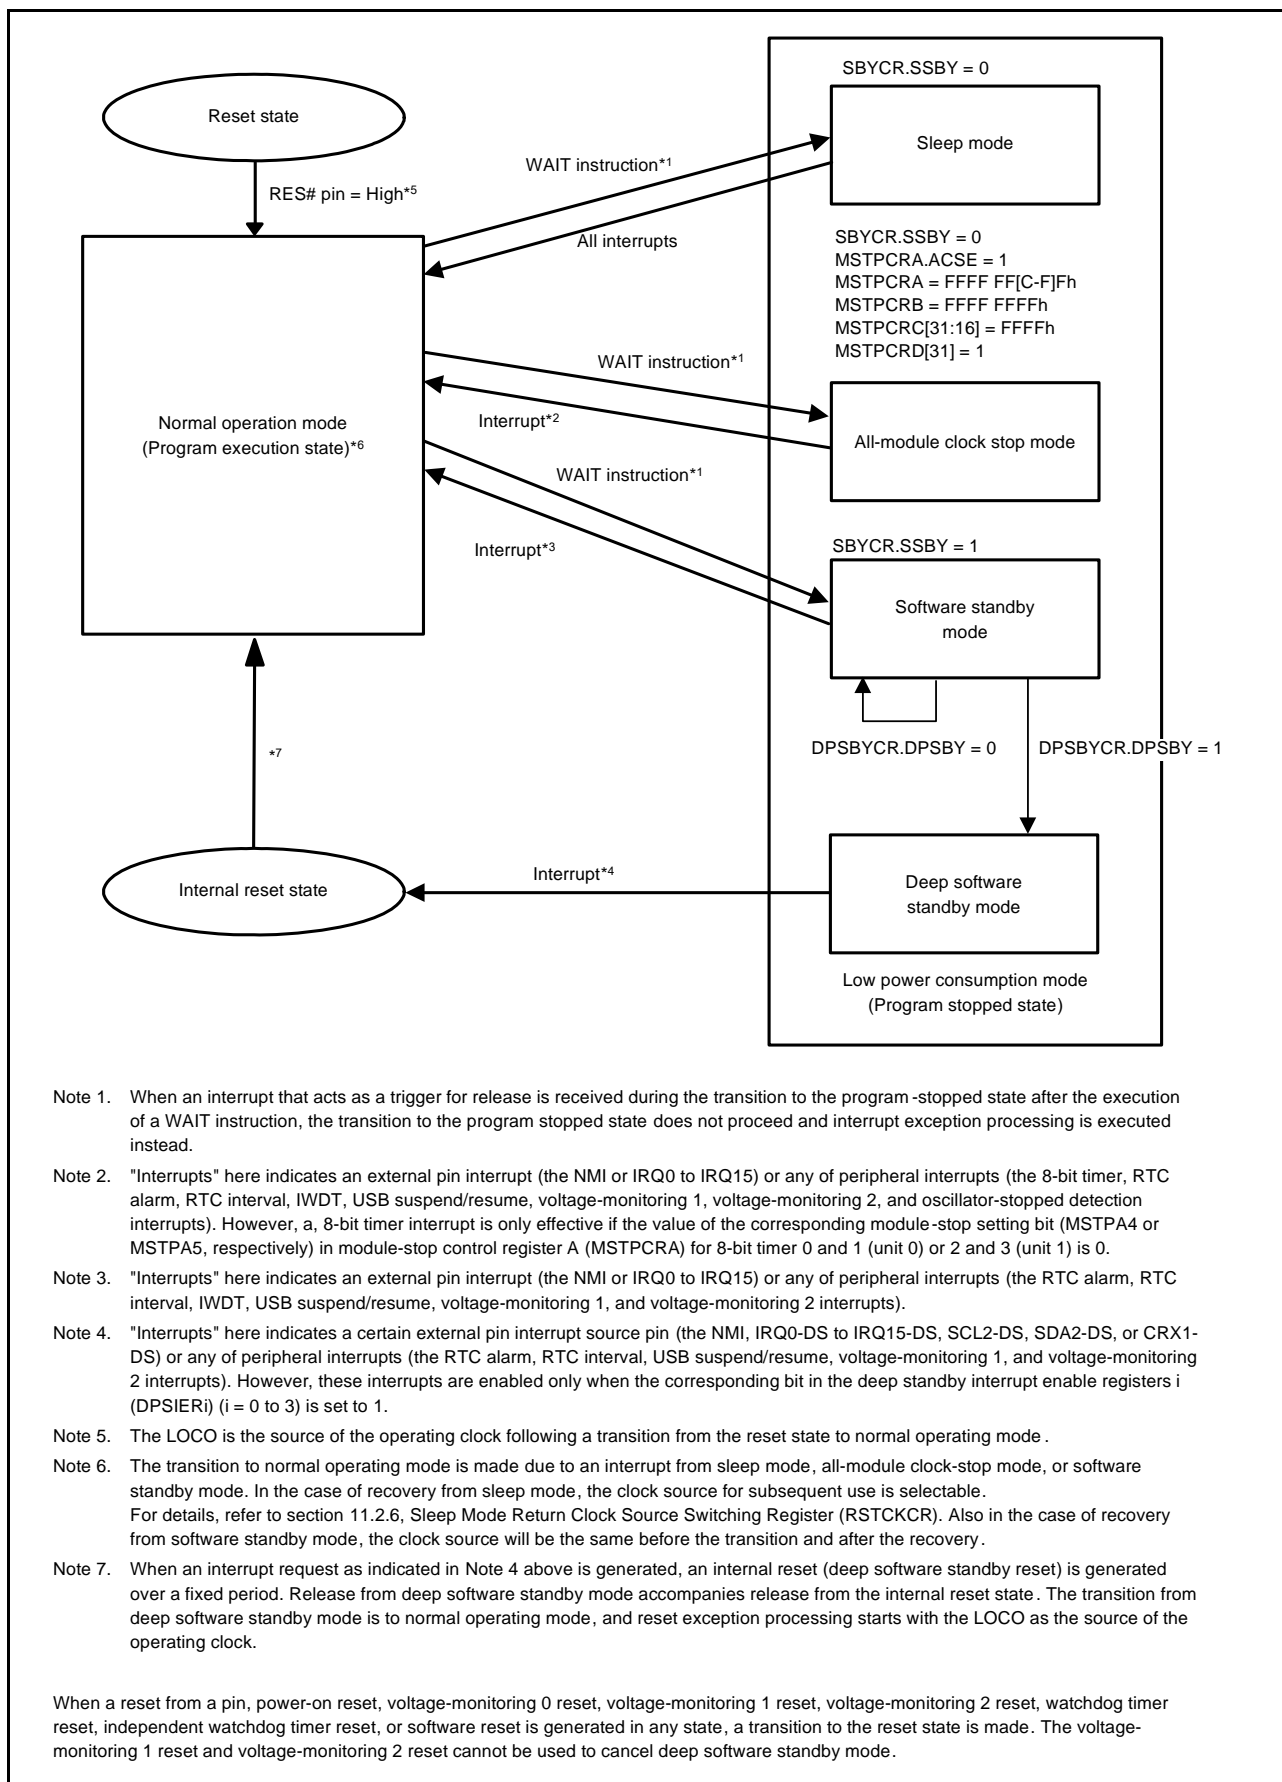 SBYCR.SSBY = 0
Reset state
Sleep mode
WAIT instruction*1
RES# pin = High*5
All interrupts
SBYCR.SSBY = 0
MSTPCRA.ACSE = 1
MSTPCRA = FFFF FF[C-F]Fh
MSTPCRB = FFFF FFFFh
MSTPCRC[31:16] = FFFFh
MSTPCRD[31] = 1
WAIT instruction*1
Normal operation mode
(Program execution state)*6
Interrupt*2
All-module clock stop mode
WAIT instruction*1
Interrupt*3
SBYCR.SSBY = 1
Software standby
mode
*7
DPSBYCR.DPSBY = 0
DPSBYCR.DPSBY = 1
Internal reset state
Interrupt*4
Deep software
standby mode
Low power consumption mode
(Program stopped state)
Note 1. When an interrupt that acts as a trigger for release is received during the transition to the program-stopped state after the execution
of a WAIT instruction, the transition to the program stopped state does not proceed and interrupt exception processing is executed
instead.
Note 2. "Interrupts" here indicates an external pin interrupt (the NMI or IRQ0 to IRQ15) or any of peripheral interrupts (the 8-bit timer, RTC
alarm, RTC interval, IWDT, USB suspend/resume, voltage-monitoring 1, voltage-monitoring 2, and oscillator-stopped detection
interrupts). However, a, 8-bit timer interrupt is only effective if the value of the corresponding module-stop setting bit (MSTPA4 or
MSTPA5, respectively) in module-stop control register A (MSTPCRA) for 8-bit timer 0 and 1 (unit 0) or 2 and 3 (unit 1) is 0.
Note 3. "Interrupts" here indicates an external pin interrupt (the NMI or IRQ0 to IRQ15) or any of peripheral interrupts (the RTC alarm, RTC
interval, IWDT, USB suspend/resume, voltage-monitoring 1, and voltage-monitoring 2 interrupts).
Note 4. "Interrupts" here indicates a certain external pin interrupt source pin (the NMI, IRQ0-DS to IRQ15-DS, SCL2-DS, SDA2-DS, or CRX1-
DS) or any of peripheral interrupts (the RTC alarm, RTC interval, USB suspend/resume, voltage-monitoring 1, and voltage-monitoring
2 interrupts). However, these interrupts are enabled only when the corresponding bit in the deep standby interrupt enable registers i
(DPSIERi) (i = 0 to 3) is set to 1.
Note 5. The LOCO is the source of the operating clock following a transition from the reset state to normal operating mode.
Note 6. The transition to normal operating mode is made due to an interrupt from sleep mode, all-module clock-stop mode, or software
standby mode. In the case of recovery from sleep mode, the clock source for subsequent use is selectable.
For details, refer to section 11.2.6, Sleep Mode Return Clock Source Switching Register (RSTCKCR). Also in the case of recovery
from software standby mode, the clock source will be the same before the transition and after the recovery.
Note 7. When an interrupt request as indicated in Note 4 above is generated, an internal reset (deep software standby reset) is generated
over a fixed period. Release from deep software standby mode accompanies release from the internal reset state. The transition from
deep software standby mode is to normal operating mode, and reset exception processing starts with the LOCO as the source of the
operating clock.
When a reset from a pin, power-on reset, voltage-monitoring 0 reset, voltage-monitoring 1 reset, voltage-monitoring 2 reset, watchdog timer
reset, independent watchdog timer reset, or software reset is generated in any state, a transition to the reset state is made. The voltage-
monitoring 1 reset and voltage-monitoring 2 reset cannot be used to cancel deep software standby mode.